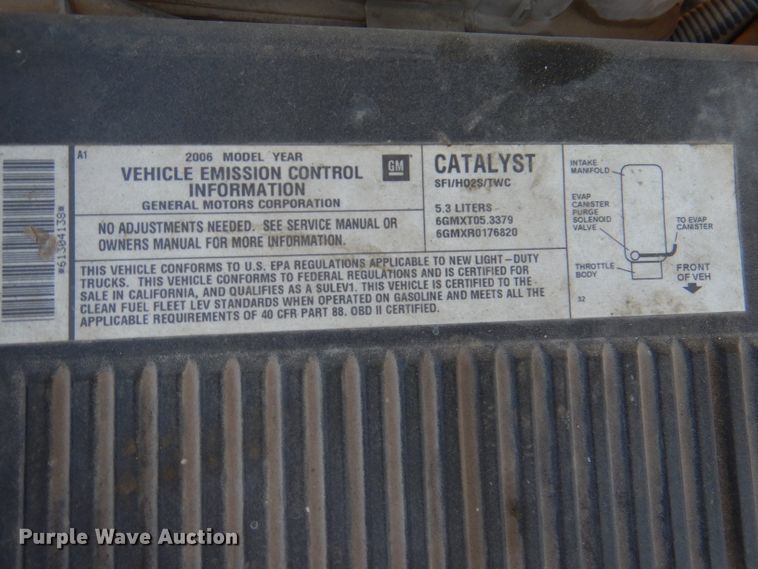 *61304138*
A1
2006 MODEL YEAR
VEHICLE EMISSION CONTROL
INFORMATION
GENERAL MOTORS CORPORATION
GM
NO ADJUSTMENTS NEEDED. SEE SERVICE MANUAL OR
OWNERS MANUAL FOR MORE INFORMATION.
CATALYST
SFI/HO2S/TWC
5.3 LITERS
6GMXT05.3379
6GMXR0176820
THIS VEHICLE CONFORMS TO U.S. EPA REGULATIONS APPLICABLE TO NEW LIGHT-DUTY
TRUCKS. THIS VEHICLE CONFORMS TO FEDERAL REGULATIONS AND IS CERTIFIED FOR
SALE IN CALIFORNIA, AND QUALIFIES AS A SULEV1. THIS VEHICLE IS CERTIFIED TO
CLEAN FUEL FLEET LEV STANDARDS WHEN OPERATED ON GASOLINE AND MEETS ALL THE
APPLICABLE REQUIREMENTS OF 40 CFR PART 88. OBD II CERTIFIED.
INTAKE
MANIFOLD
EVAP
CANISTER
PURGE
SOLENOID
VALVE
TO EVAP
CANISTER
THROTTLE
BODY
FRONT
OF VEH
32
Purple Wave Auction